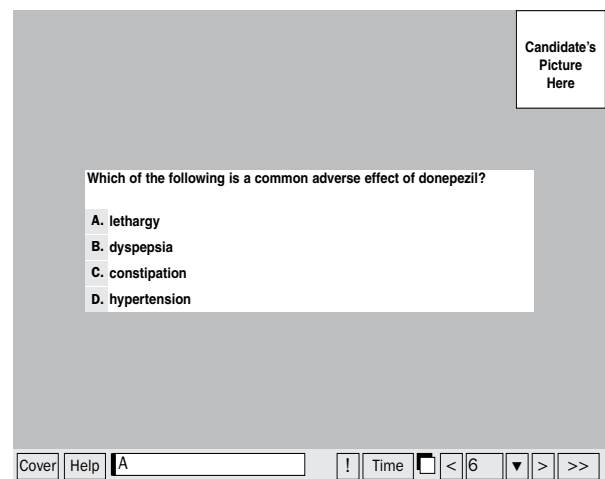 Candidate's
Picture
Here
Which of the following is a common adverse effect of donepezil?
A. lethargy
B. dyspepsia
C. constipation
D. hypertension
Cover Help A ! Time < 6 ▼ > >>